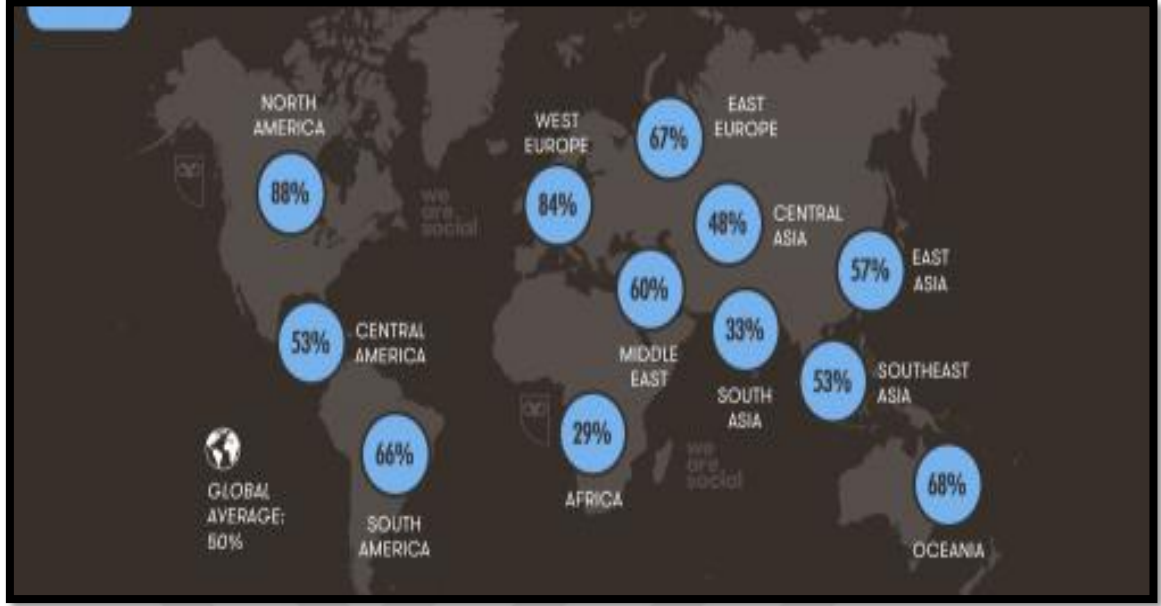 NORTH
AMERICA
88%
WEST
EUROPE
84%
67%
EAST
EUROPE
48%
CENTRAL
ASIA
57%
EAST
ASIA
60%
MIDDLE
EAST
33%
SOUTH
ASIA
53%
CENTRAL
AMERICA
53%
SOUTHEAST
ASIA
29%
AFRICA
66%
SOUTH
AMERICA
68%
OCEANIA
GLOBAL
AVERAGE:
50%
we
are
social
we
are
social